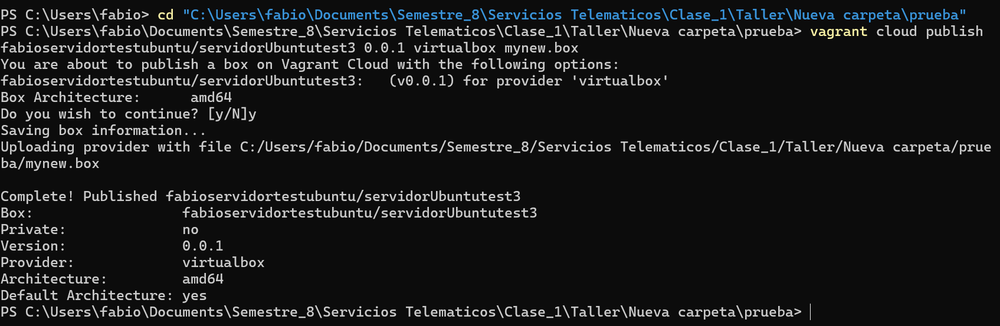 PS C:\Users\fabio> cd "C:\Users\fabio\Documents\Semestre_8\Servicios Telematicos\Clase_1\Taller\Nueva carpeta\prueba"
PS C:\Users\fabio\Documents\Semestre_8\Servicios Telematicos\Clase_1\Taller\Nueva carpeta\prueba> vagrant cloud publish
fabioservidortestubuntu/servidorUbuntutest3 0.0.1 virtualbox mynew.box
You are about to publish a box on Vagrant Cloud with the following options:
fabioservidortestubuntu/servidorUbuntutest3:   (v0.0.1) for provider 'virtualbox'
Box Architecture:      amd64
Do you wish to continue? [y/N]y
Saving box information...
Uploading provider with file C:/Users/fabio/Documents/Semestre_8/Servicios Telematicos/Clase_1/Taller/Nueva carpeta/prue
ba/mynew.box

Complete! Published fabioservidortestubuntu/servidorUbuntutest3
Box:                  fabioservidortestubuntu/servidorUbuntutest3
Private:              no
Version:              0.0.1
Provider:             virtualbox
Architecture:         amd64
Default Architecture: yes
PS C:\Users\fabio\Documents\Semestre_8\Servicios Telematicos\Clase_1\Taller\Nueva carpeta\prueba>